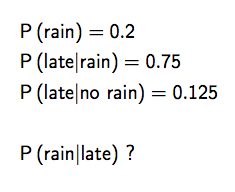 P (rain) = 0.2
P (late|rain) = 0.75
P (late|no rain) = 0.125
P (rain|late) ?